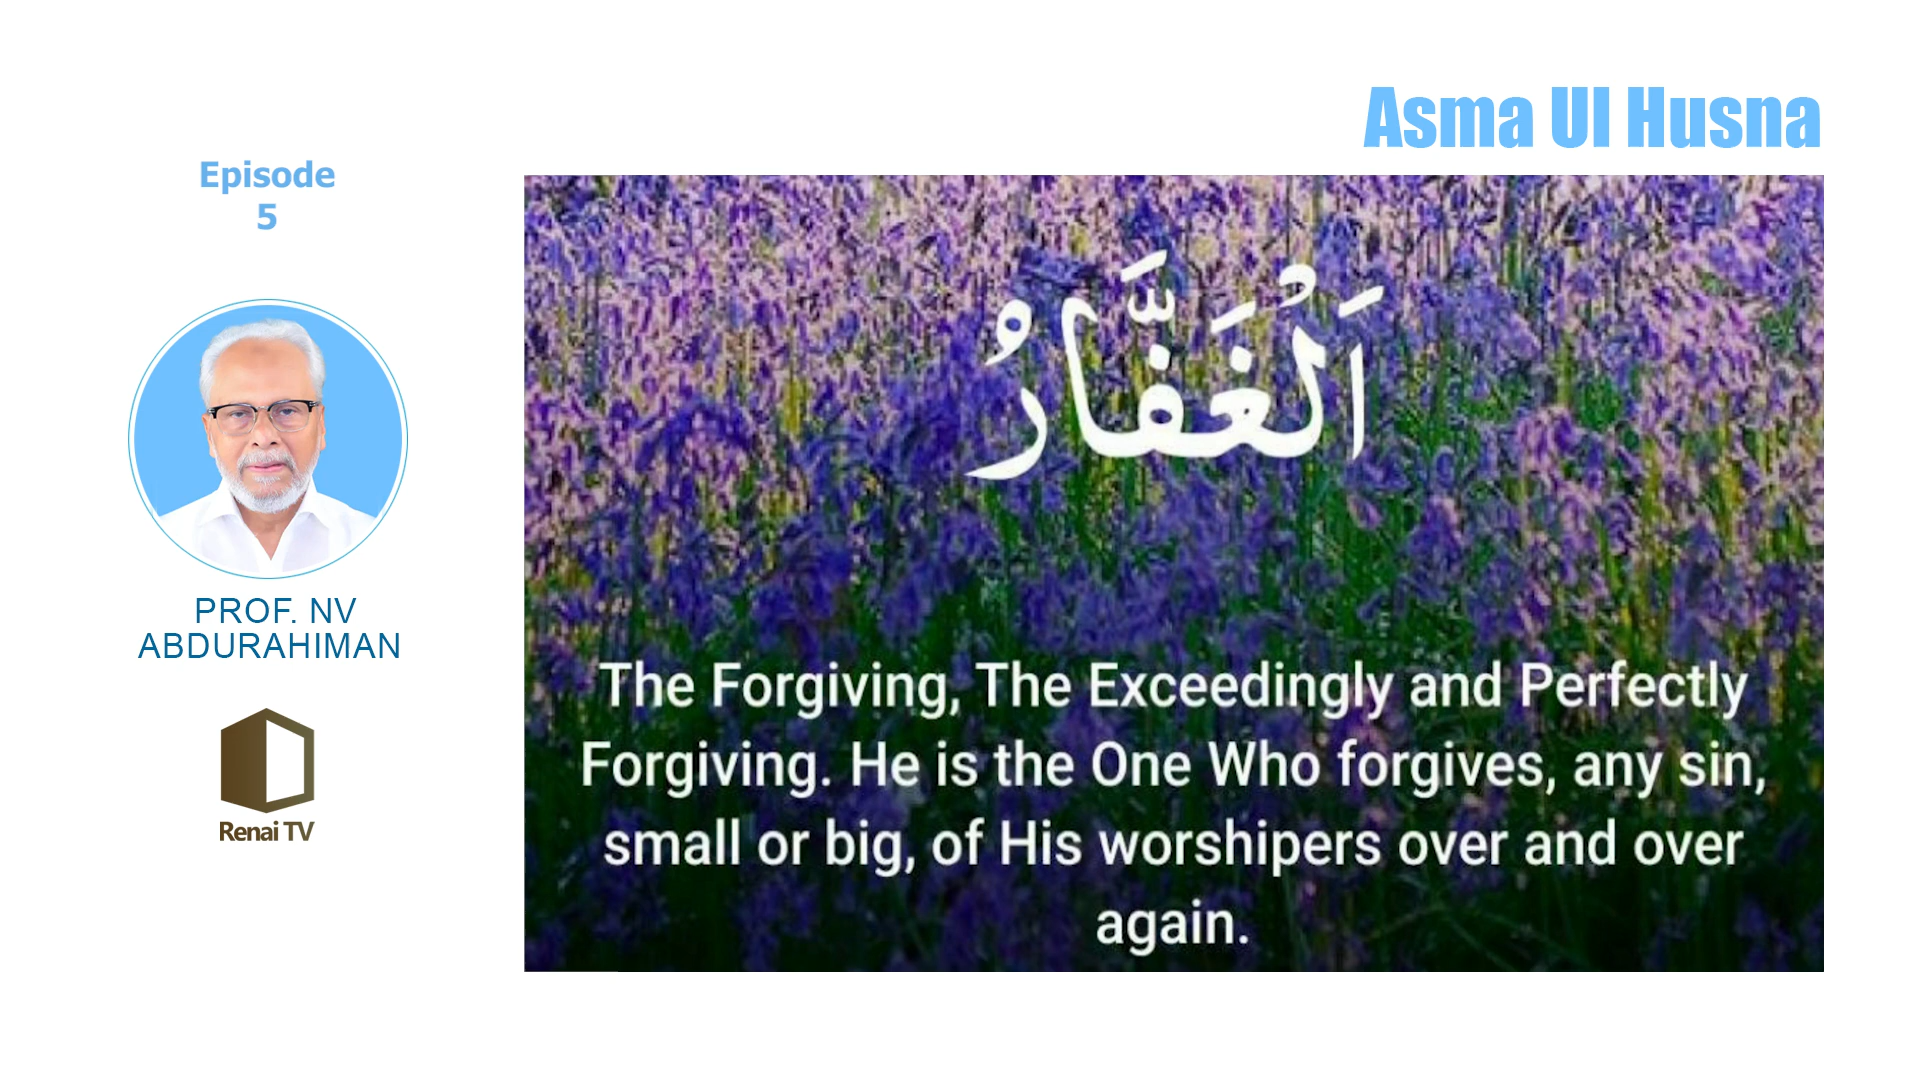 Asma Ul Husna
Episode
5
PROF. NV
ABDURAHIMAN
Renai TV
اَلْغَفَّارُ
The Forgiving, The Exceedingly and Perfectly
Forgiving. He is the One Who forgives, any sin,
small or big, of His worshipers over and over
again.